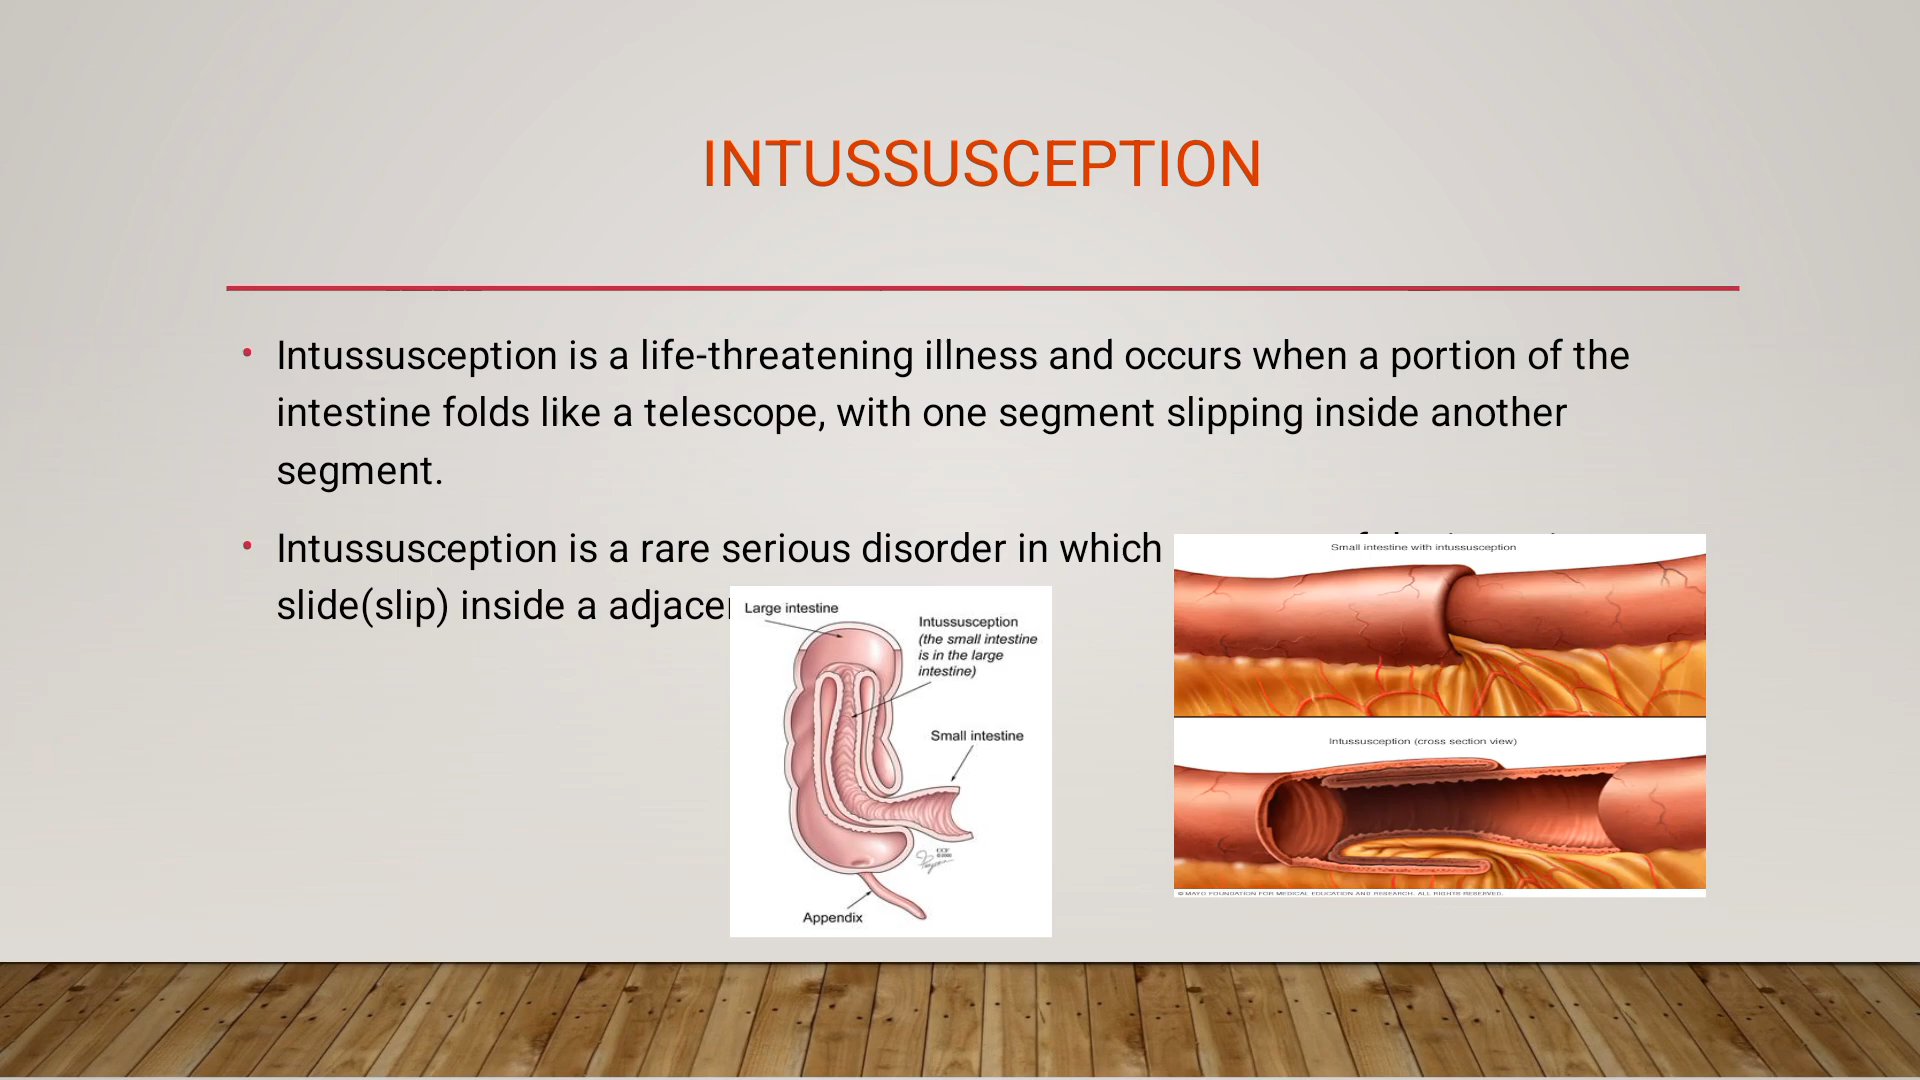 INTUSSUSCEPTION
• Intussusception is a life-threatening illness and occurs when a portion of the
intestine folds like a telescope, with one segment slipping inside another
segment.
• Intussusception is a rare serious disorder in which
slide(slip) inside a
Small intestine with intussusception
Large intestine
Intussusception
(the small intestine
is in the large
intestine)
Small intestine
Appendix
CCF
©2000
Intussusception (cross section view)
© MAYO FOUNDATION FOR MEDICAL EDUCATION AND RESEARCH. ALL RIGHTS RESERVED.